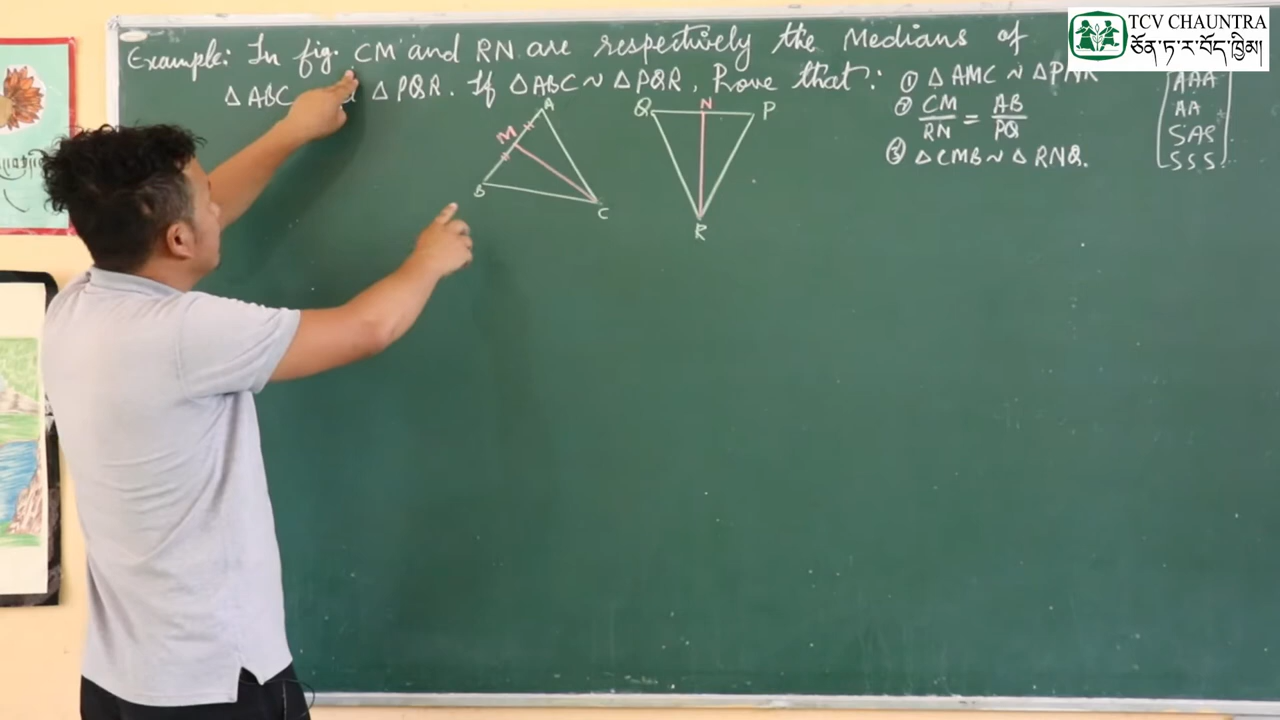 TCV CHAUNTRA
ཙོན་ཏ་ར་བོད་ཁྱིམ།
Example: In fig. CM and RN are respectively the Medians of
△ABC △PQR. If △ABC ~ △PQR, Prove that: ① △AMC ~ △PNR
② CM/RN = AB/PQ
③ △CMB ~ △RNQ.
AAA
AA
SAS
SSS
A
M
B
C
Q
N
P
R